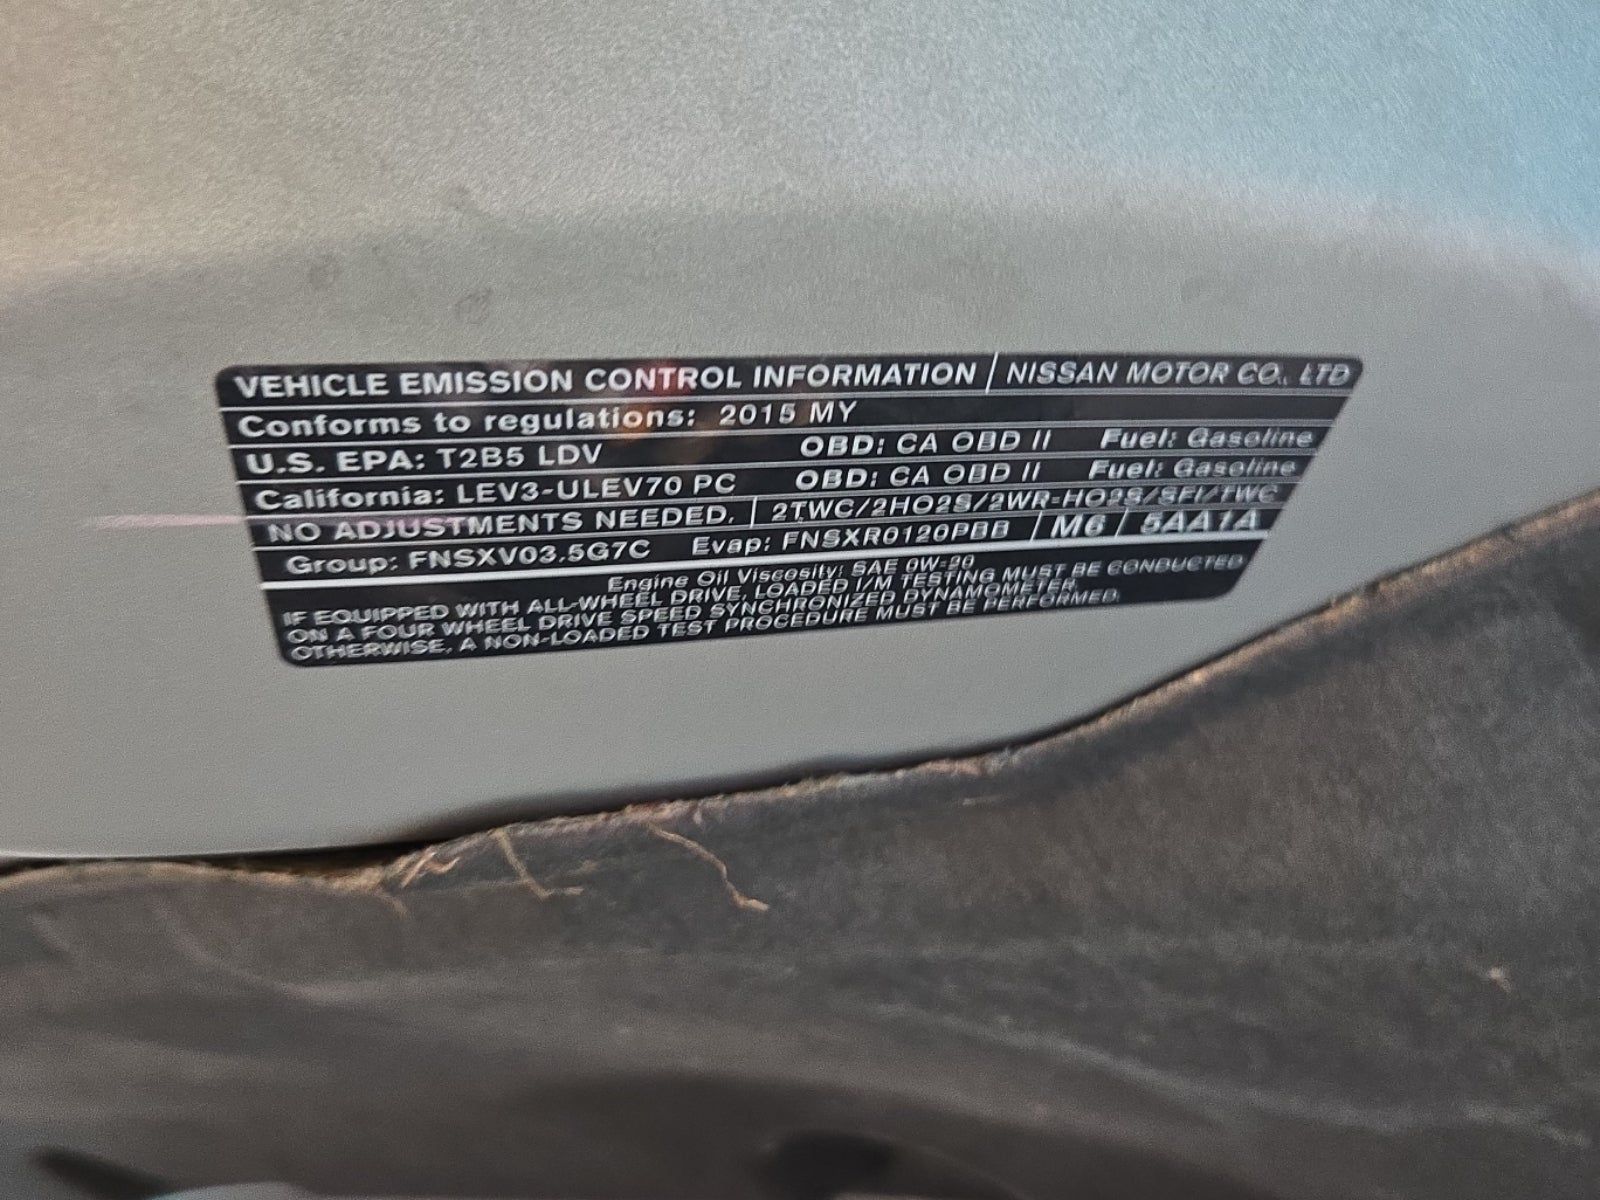 VEHICLE EMISSION CONTROL INFORMATION / NISSAN MOTOR CO., LTD
Conforms to regulations: 2015 MY
U.S. EPA: T2B5 LDV OBD: CA OBD II Fuel: Gasoline
California: LEV3-ULEV70 PC OBD: CA OBD II Fuel: Gasoline
NO ADJUSTMENTS NEEDED. / 2TWC/2HO2S/2WR-HO2S/SFI/TWC
Group: FNSXV03.5G7C Evap: FNSXR0120PBB / M6 / 5AA1A
Engine Oil Viscosity: SAE 0W-20
IF EQUIPPED WITH ALL-WHEEL DRIVE, LOADED I/M TESTING MUST BE CONDUCTED
ON A FOUR WHEEL DRIVE SPEED SYNCHRONIZED DYNAMOMETER.
OTHERWISE, A NON-LOADED TEST PROCEDURE MUST BE PERFORMED.